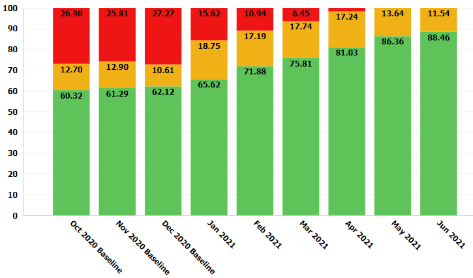 100
90
80
70
60
50
40
30
20
10
0
26.98 25.81 27.27 15.62 10.94 6.45 17.24 13.64 11.54
12.70 12.90 10.61 18.75 17.19 17.74 81.03 86.36 88.46
60.32 61.29 62.12 65.62 71.88 75.81
Oct 2020 Baseline
Nov 2020 Baseline
Dec 2020 Baseline
Jan 2021
Feb 2021
Mar 2021
Apr 2021
May 2021
Jun 2021